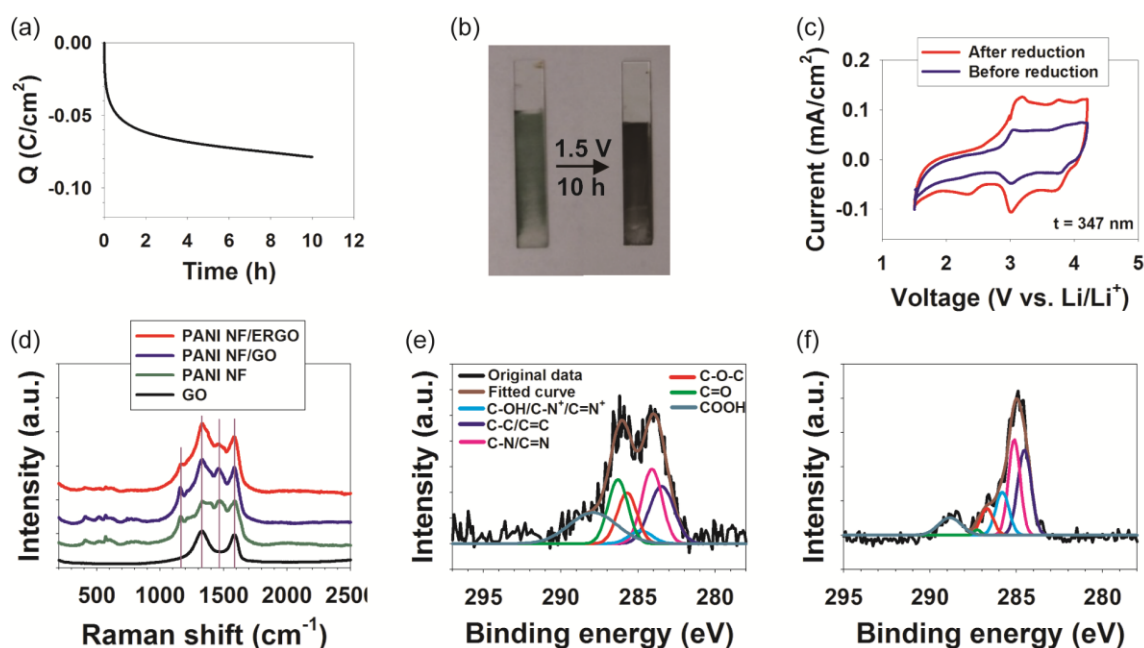 (a)
0.00
-0.05
-0.10
Q (C/cm²)
0 2 4 6 8 10 12
Time (h)
(b)
1.5 V
10 h
(c)
After reduction
Before reduction
0.2
0.1
0.0
-0.1
Current (mA/cm²)
t = 347 nm
1 2 3 4 5
Voltage (V vs. Li/Li⁺)
(d)
PANI NF/ERGO
PANI NF/GO
PANI NF
GO
Intensity (a.u.)
500 1000 1500 2000 2500
Raman shift (cm⁻¹)
(e)
Original data
Fitted curve
C-OH/C-N⁺/C=N⁺
C-C/C=C
C-N/C=N
C-O-C
C=O
COOH
Intensity (a.u.)
295 290 285 280
Binding energy (eV)
(f)
Intensity (a.u.)
295 290 285 280
Binding energy (eV)